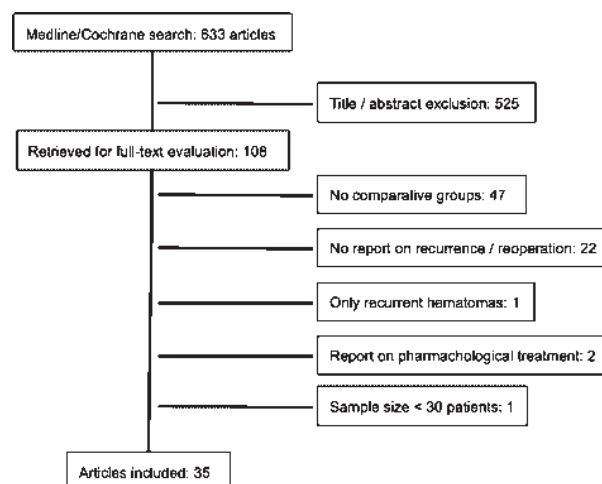 Medline/Cochrane search: 633 articles
Title / abstract exclusion: 525
Retrieved for full-text evaluation: 108
No comparative groups: 47
No report on recurrence / reoperation: 22
Only recurrent hematomas: 1
Report on pharmachological treatment: 2
Sample size < 30 patients: 1
Articles included: 35